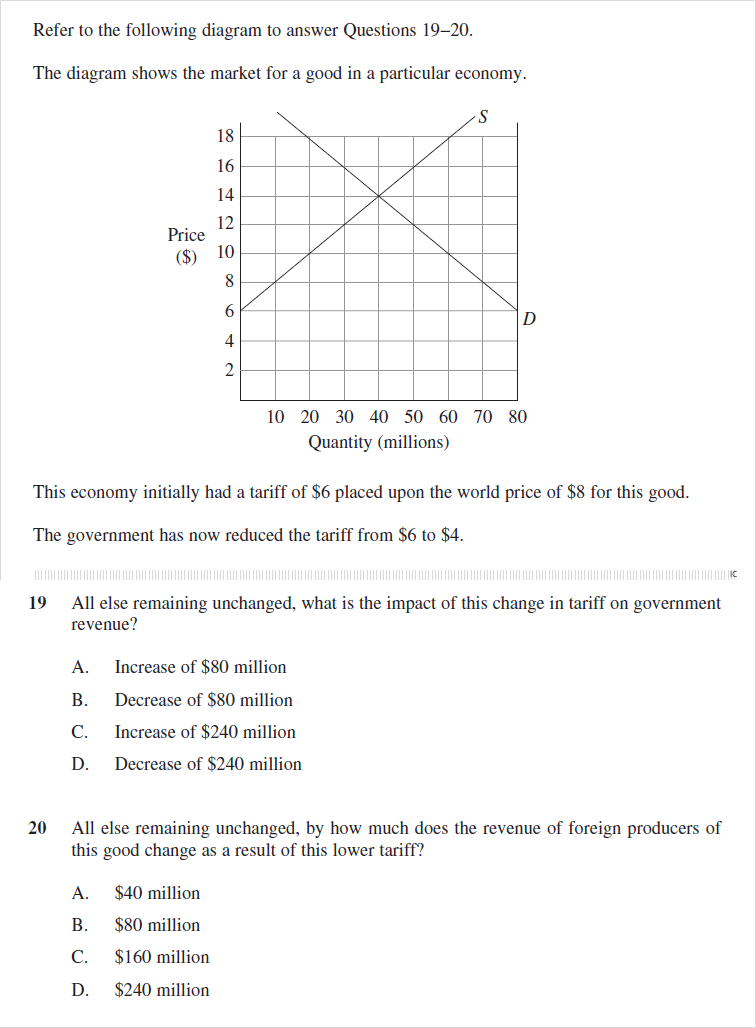 Refer to the following diagram to answer Questions 19–20.
The diagram shows the market for a good in a particular economy.
S
18
16
14
12
Price
($)
10
8
6
D
4
2
10 20 30 40 50 60 70 80
Quantity (millions)
This economy initially had a tariff of $6 placed upon the world price of $8 for this good.
The government has now reduced the tariff from $6 to $4.
19 All else remaining unchanged, what is the impact of this change in tariff on government
revenue?
A. Increase of $80 million
B. Decrease of $80 million
C. Increase of $240 million
D. Decrease of $240 million
20 All else remaining unchanged, by how much does the revenue of foreign producers of
this good change as a result of this lower tariff?
A. $40 million
B. $80 million
C. $160 million
D. $240 million